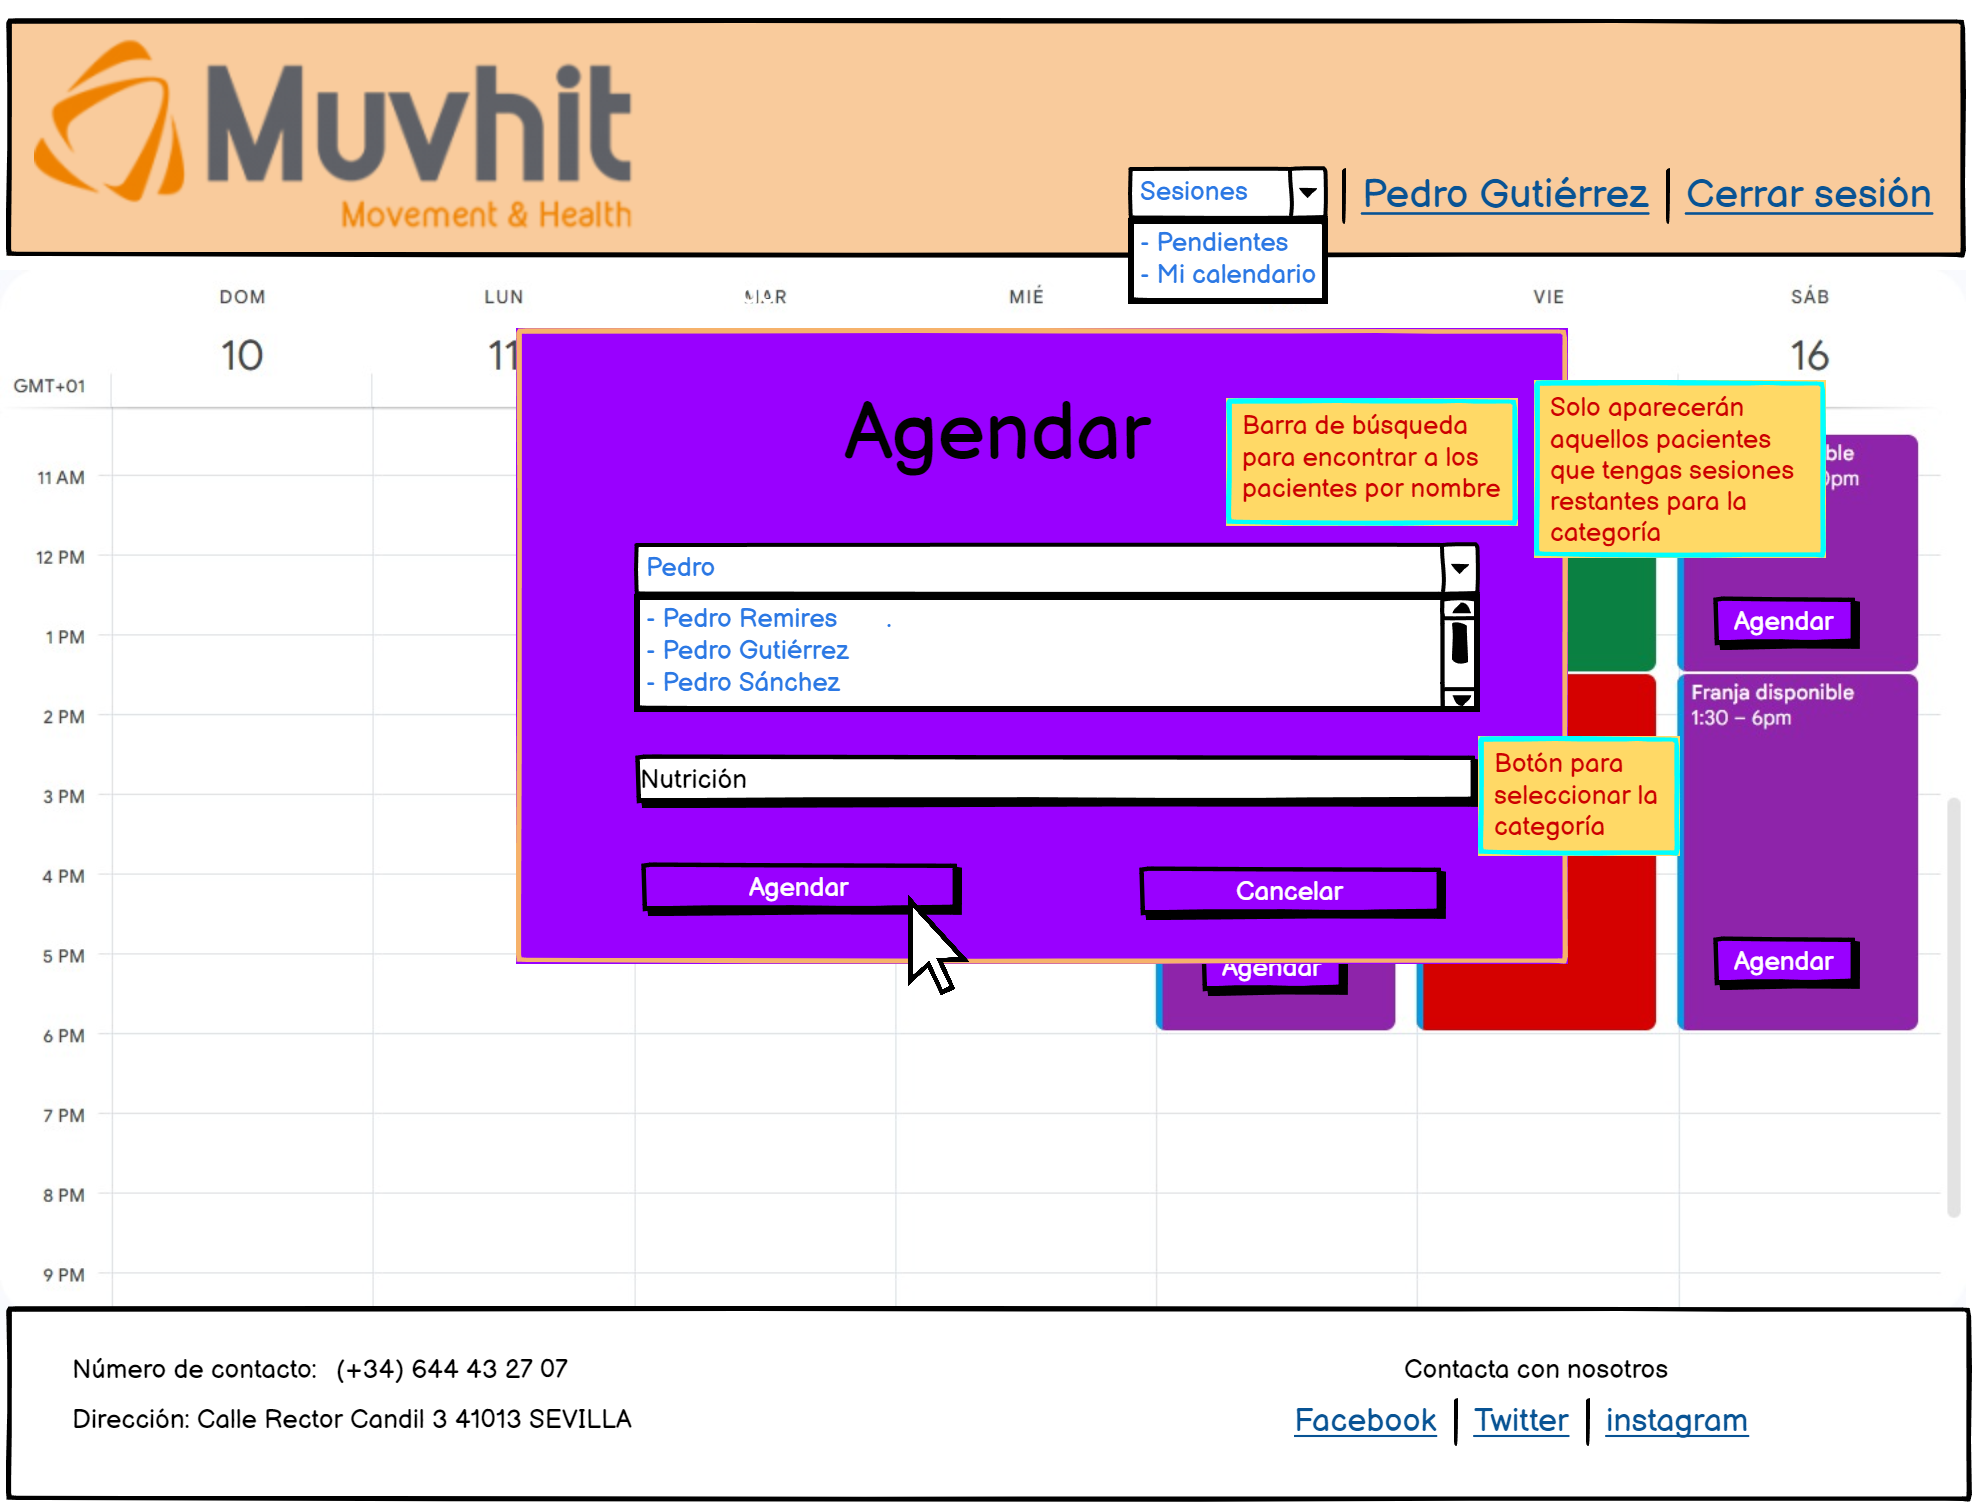 Muvhit
Movement & Health
Sesiones
Pedro Gutiérrez
Cerrar sesión
- Pendientes
- Mi calendario
DOM
LUN
MAR
MIÉ
VIE
SÁB
10
11
16
GMT+01
11 AM
12 PM
1 PM
2 PM
3 PM
4 PM
5 PM
6 PM
7 PM
8 PM
9 PM
Agendar
Barra de búsqueda
para encontrar a los
pacientes por nombre
Solo aparecerán
aquellos pacientes
que tengas sesiones
restantes para la
categoría
Pedro
- Pedro Remires .
- Pedro Gutiérrez
- Pedro Sánchez
Nutrición
Botón para
seleccionar la
categoría
Agendar
Cancelar
Agendar
Agendar
Franja disponible
1:30 – 6pm
Agendar
Número de contacto: (+34) 644 43 27 07
Dirección: Calle Rector Candil 3 41013 SEVILLA
Contacta con nosotros
Facebook
Twitter
instagram